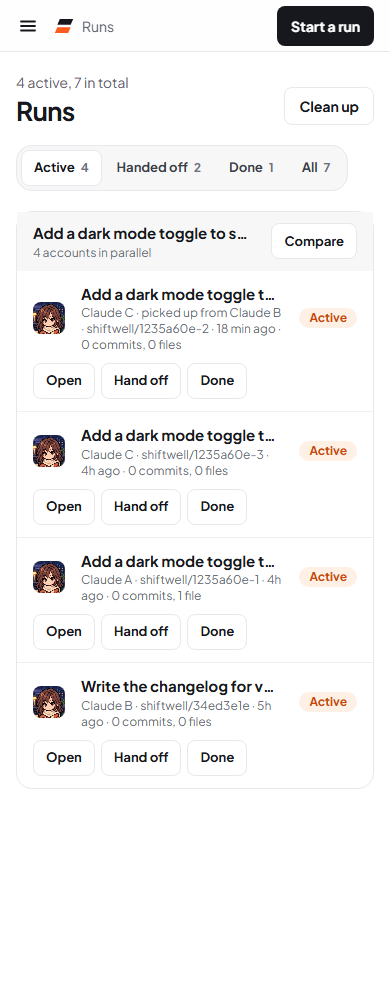 Runs
Start a run
4 active, 7 in total
Runs
Clean up
Active 4
Handed off 2
Done 1
All 7
Add a dark mode toggle to s...
4 accounts in parallel
Compare
Add a dark mode toggle t...
Claude C · picked up from Claude B
· shiftwell/1235a60e-2 · 18 min ago ·
0 commits, 0 files
Active
Open
Hand off
Done
Add a dark mode toggle t...
Claude C · shiftwell/1235a60e-3 ·
4h ago · 0 commits, 0 files
Active
Open
Hand off
Done
Add a dark mode toggle t...
Claude A · shiftwell/1235a60e-1 · 4h
ago · 0 commits, 1 file
Active
Open
Hand off
Done
Write the changelog for v...
Claude B · shiftwell/34ed3e1e · 5h
ago · 0 commits, 0 files
Active
Open
Hand off
Done